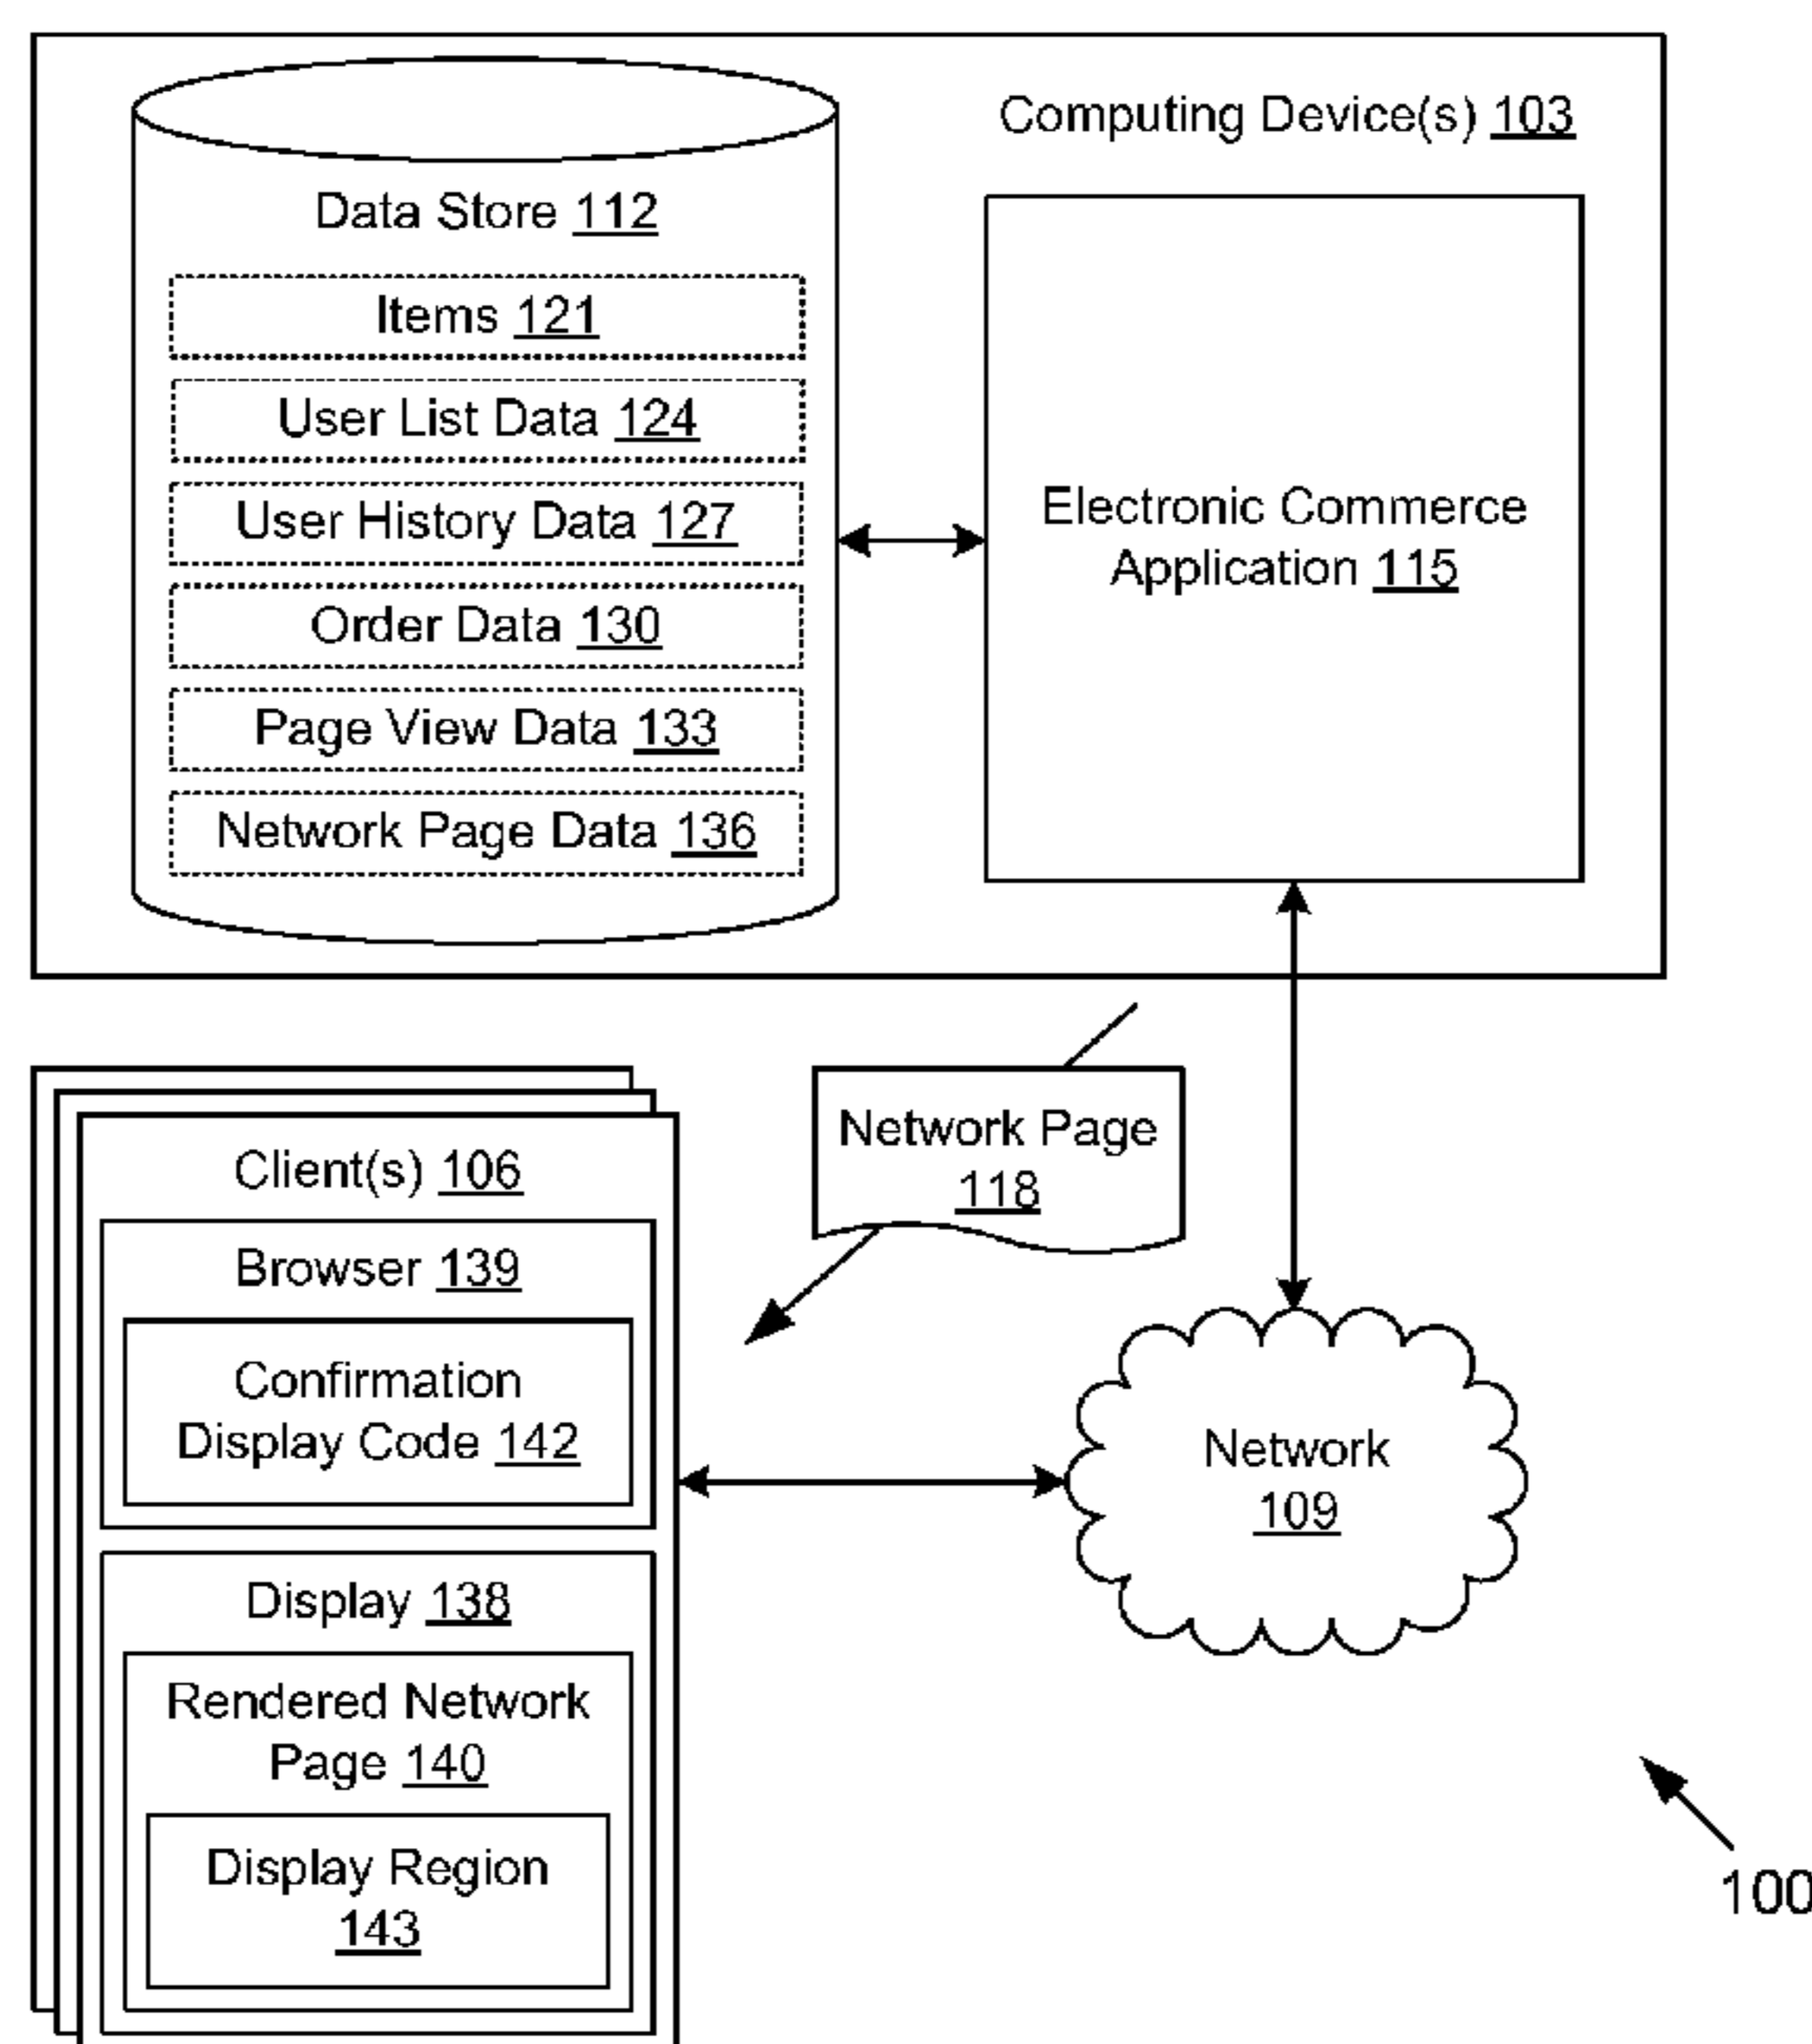 Computing Device(s) 103
Data Store 112
Items 121
User List Data 124
User History Data 127
Order Data 130
Page View Data 133
Network Page Data 136
Electronic Commerce
Application 115
Network Page
118
Client(s) 106
Browser 139
Confirmation
Display Code 142
Display 138
Rendered Network
Page 140
Display Region
143
Network
109
100